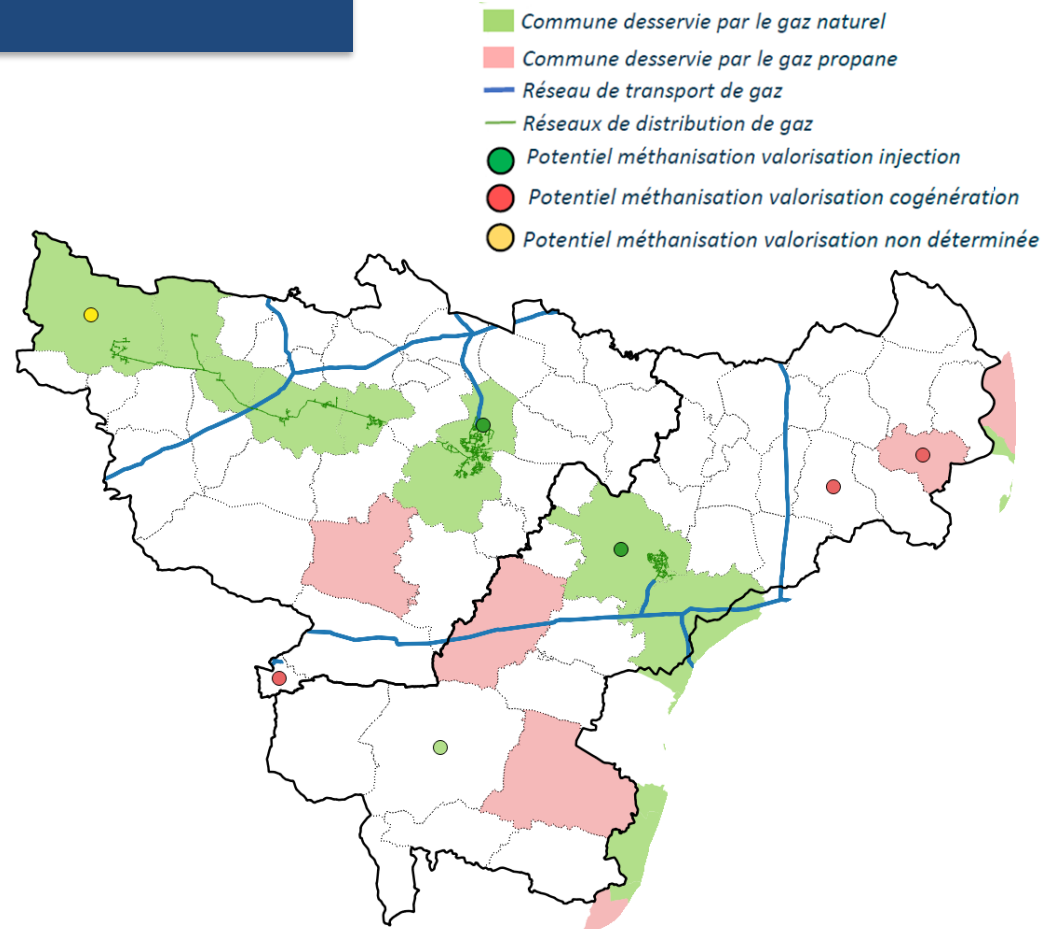 Commune desservie par le gaz naturel
Commune desservie par le gaz propane
Réseau de transport de gaz
Réseaux de distribution de gaz
Potentiel méthanisation valorisation injection
Potentiel méthanisation valorisation cogénération
Potentiel méthanisation valorisation non déterminée